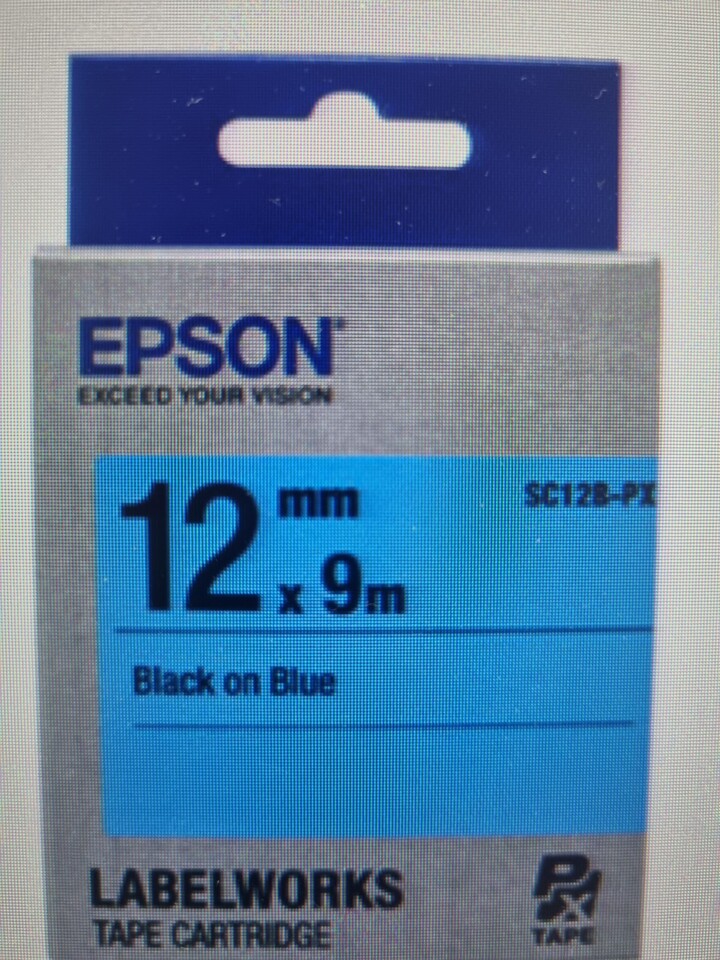 EPSON
EXCEED YOUR VISION
12 mm x 9m
SC12B-PX
Black on Blue
LABELWORKS
TAPE CARTRIDGE
PX
TAPE